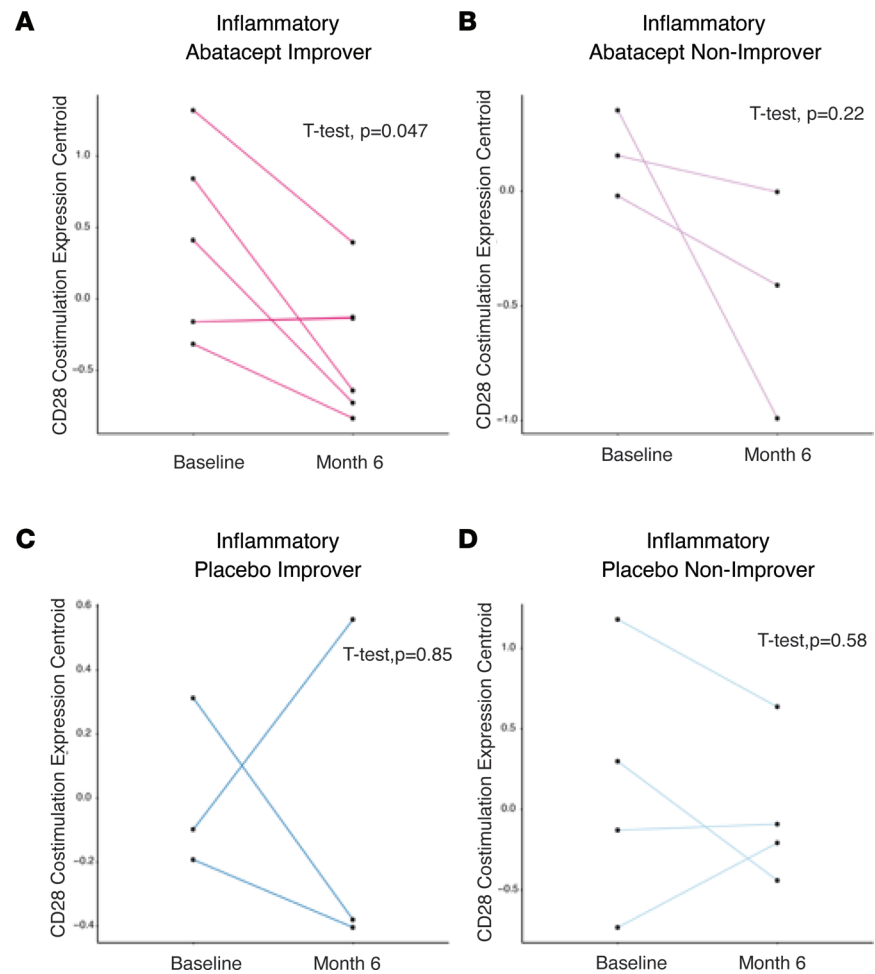 A
Inflammatory
Abatacept Improver
CD28 Costimulation Expression Centroid
T-test, p=0.047
1.0
0.5
0.0
−0.5
Baseline
Month 6
B
Inflammatory
Abatacept Non-Improver
CD28 Costimulation Expression Centroid
T-test, p=0.22
0.0
−0.5
−1.0
Baseline
Month 6
C
Inflammatory
Placebo Improver
CD28 Costimulation Expression Centroid
T-test,p=0.85
0.6
0.4
0.2
0.0
−0.2
−0.4
Baseline
Month 6
D
Inflammatory
Placebo Non-Improver
CD28 Costimulation Expression Centroid
T-test,p=0.58
1.0
0.5
0.0
−0.5
Baseline
Month 6